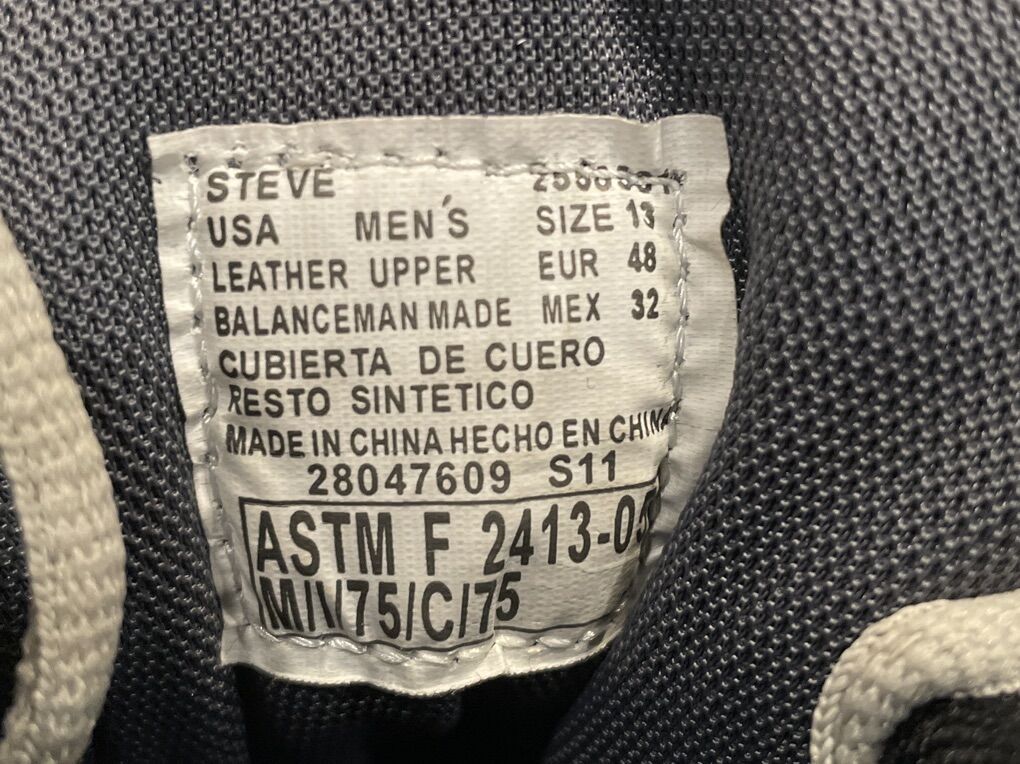 STEVE
USA MEN'S SIZE 13
LEATHER UPPER EUR 48
BALANCEMAN MADE MEX 32
CUBIERTA DE CUERO
RESTO SINTETICO
MADE IN CHINA HECHO EN CHINA
28047609 S11
ASTM F 2413-05
M/I/75/C/75